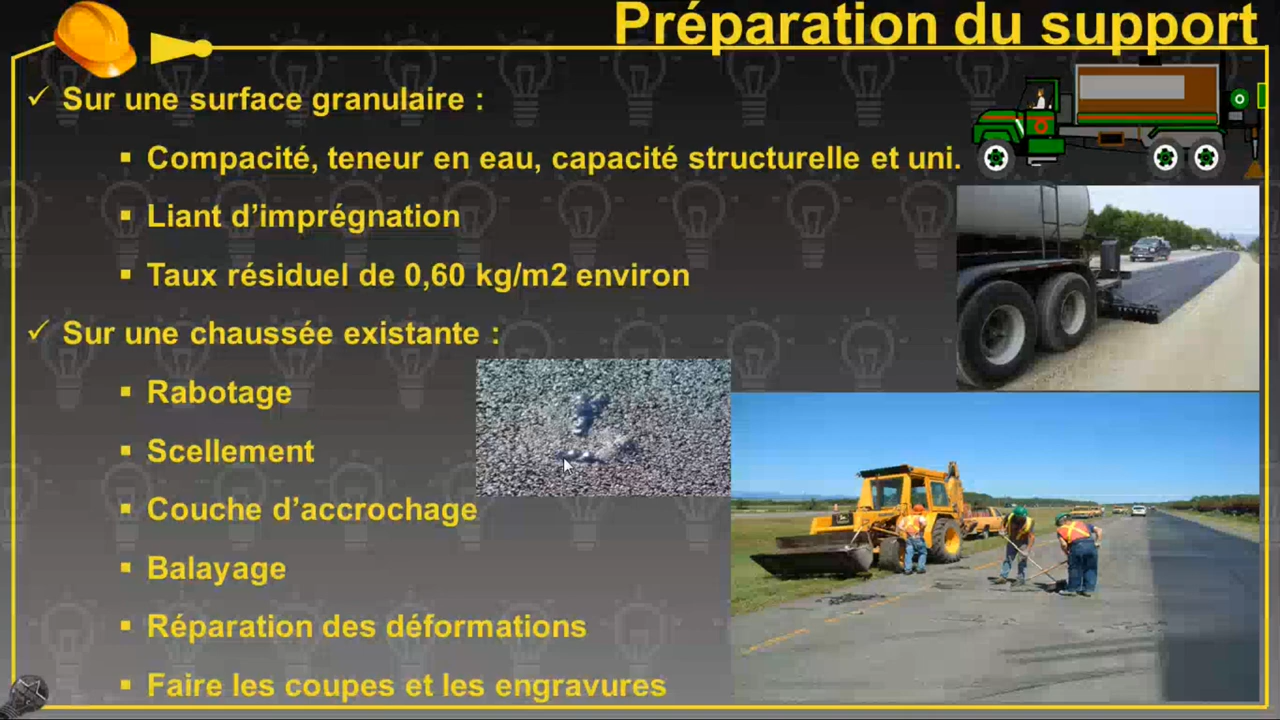 Préparation du support
Sur une surface granulaire :
Compacité, teneur en eau, capacité structurelle et uni.
Liant d’imprégnation
Taux résiduel de 0,60 kg/m2 environ
Sur une chaussée existante :
Rabotage
Scellement
Couche d’accrochage
Balayage
Réparation des déformations
Faire les coupes et les engravures